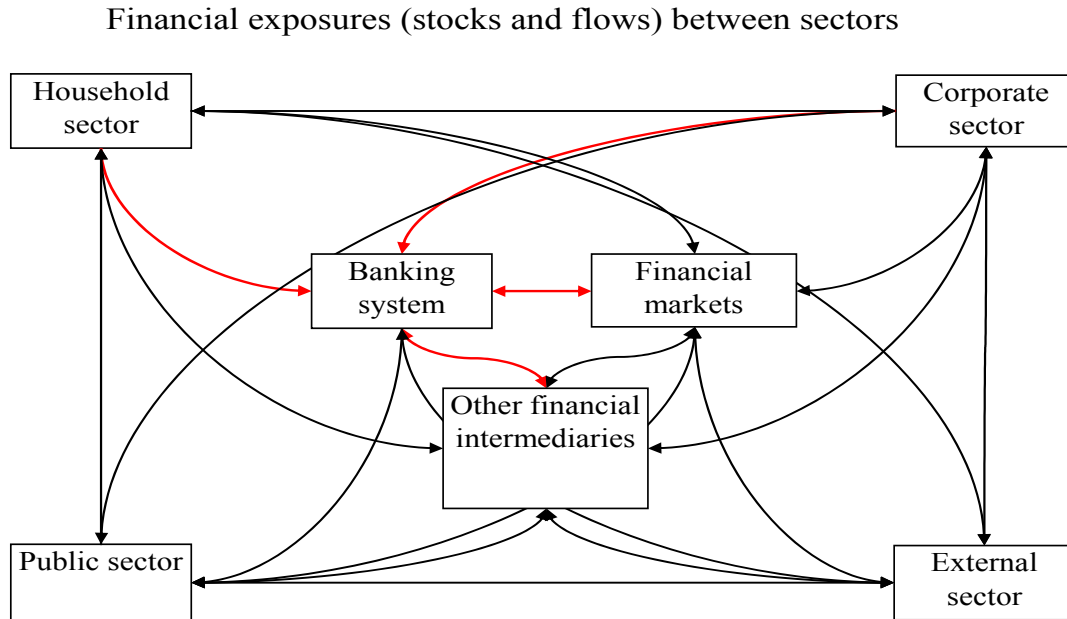 Financial exposures (stocks and flows) between sectors
Household
sector
Corporate
sector
Banking
system
Financial
markets
Other financial
intermediaries
Public sector
External
sector